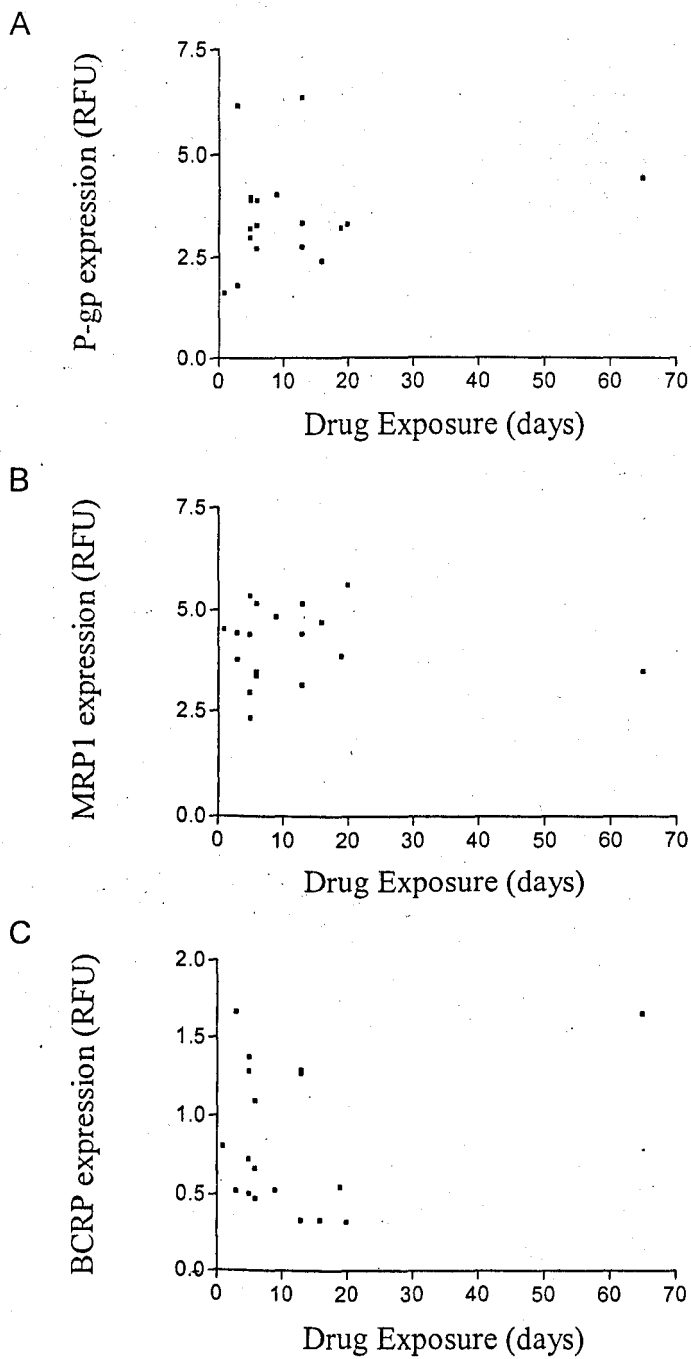 A
P-gp expression (RFU)
7.5
5.0
2.5
0.0
0 10 20 30 40 50 60 70
Drug Exposure (days)
B
MRP1 expression (RFU)
7.5
5.0
2.5
0.0
0 10 20 30 40 50 60 70
Drug Exposure (days)
C
BCRP expression (RFU)
2.0
1.5
1.0
0.5
0.0
0 10 20 30 40 50 60 70
Drug Exposure (days)